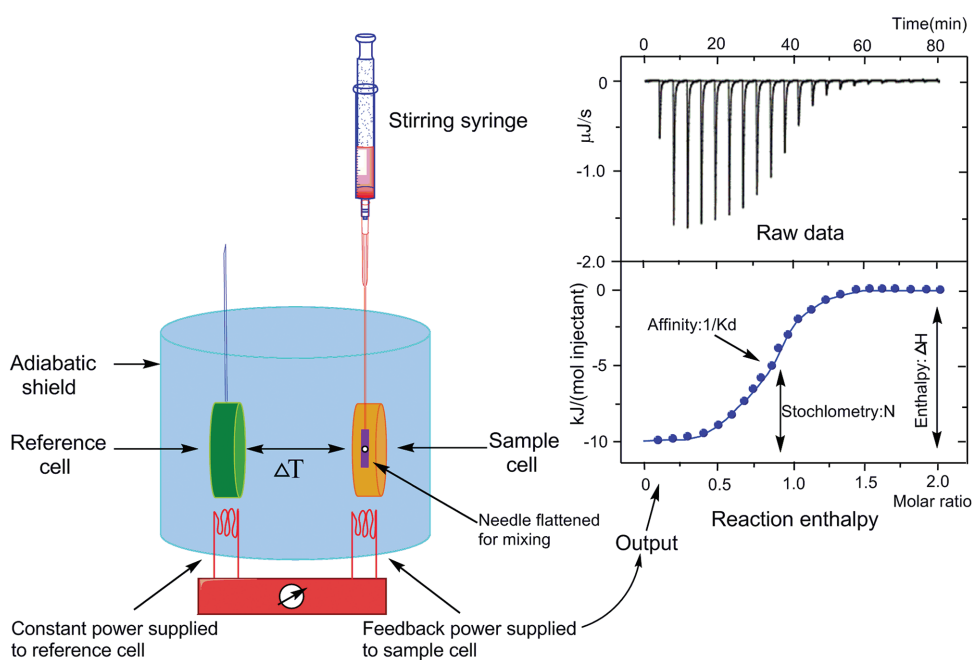 Stirring syringe
Adiabatic
shield
Reference
cell
ΔT
Sample
cell
Needle flattened
for mixing
Constant power supplied
to reference cell
Feedback power supplied
to sample cell
Output
Time(min)
0 20 40 60 80
0
-1.0
-2.0
μJ/s
Raw data
0
-5
-10
kJ/(mol injectant)
Affinity:1/Kd
Stochlometry:N
Enthalpy: ΔH
0 0.5 1.0 1.5 2.0
Molar ratio
Reaction enthalpy